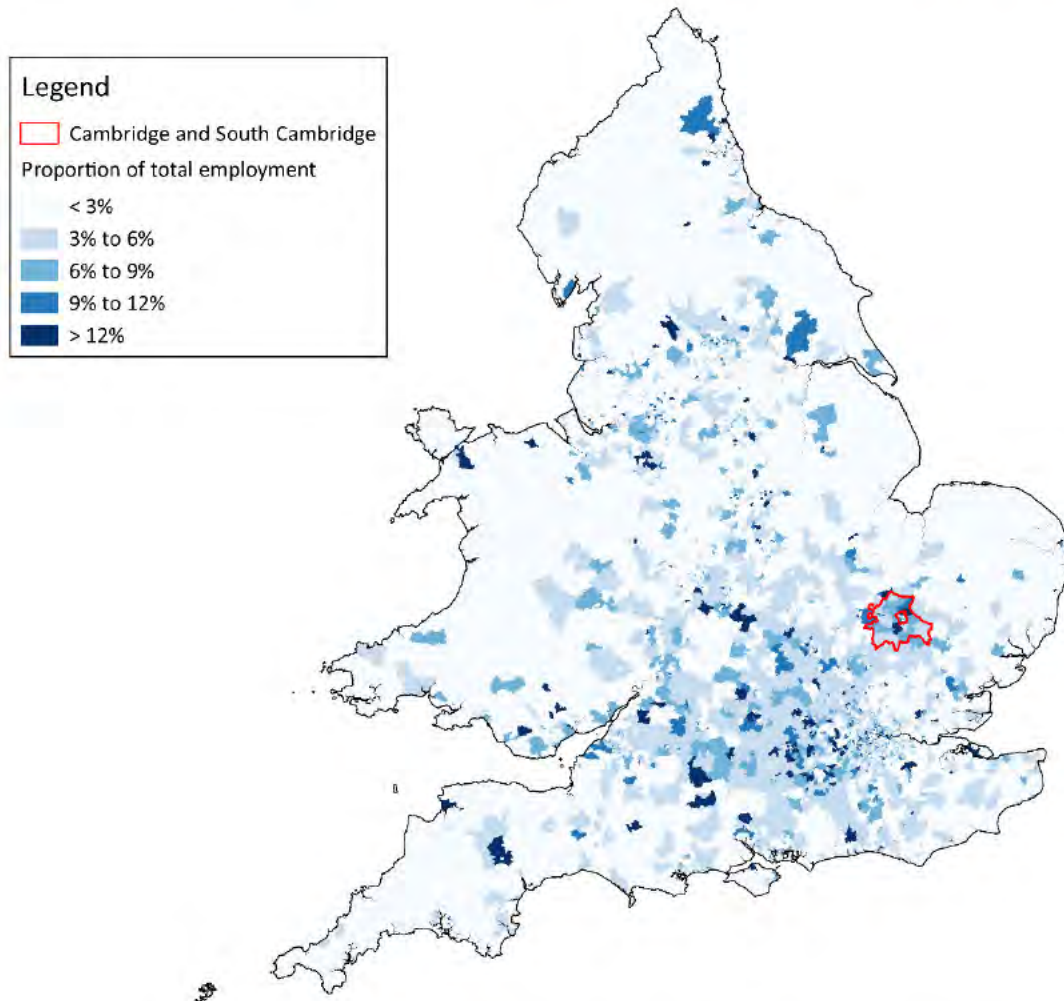 Legend
Cambridge and South Cambridge
Proportion of total employment
< 3%
3% to 6%
6% to 9%
9% to 12%
> 12%